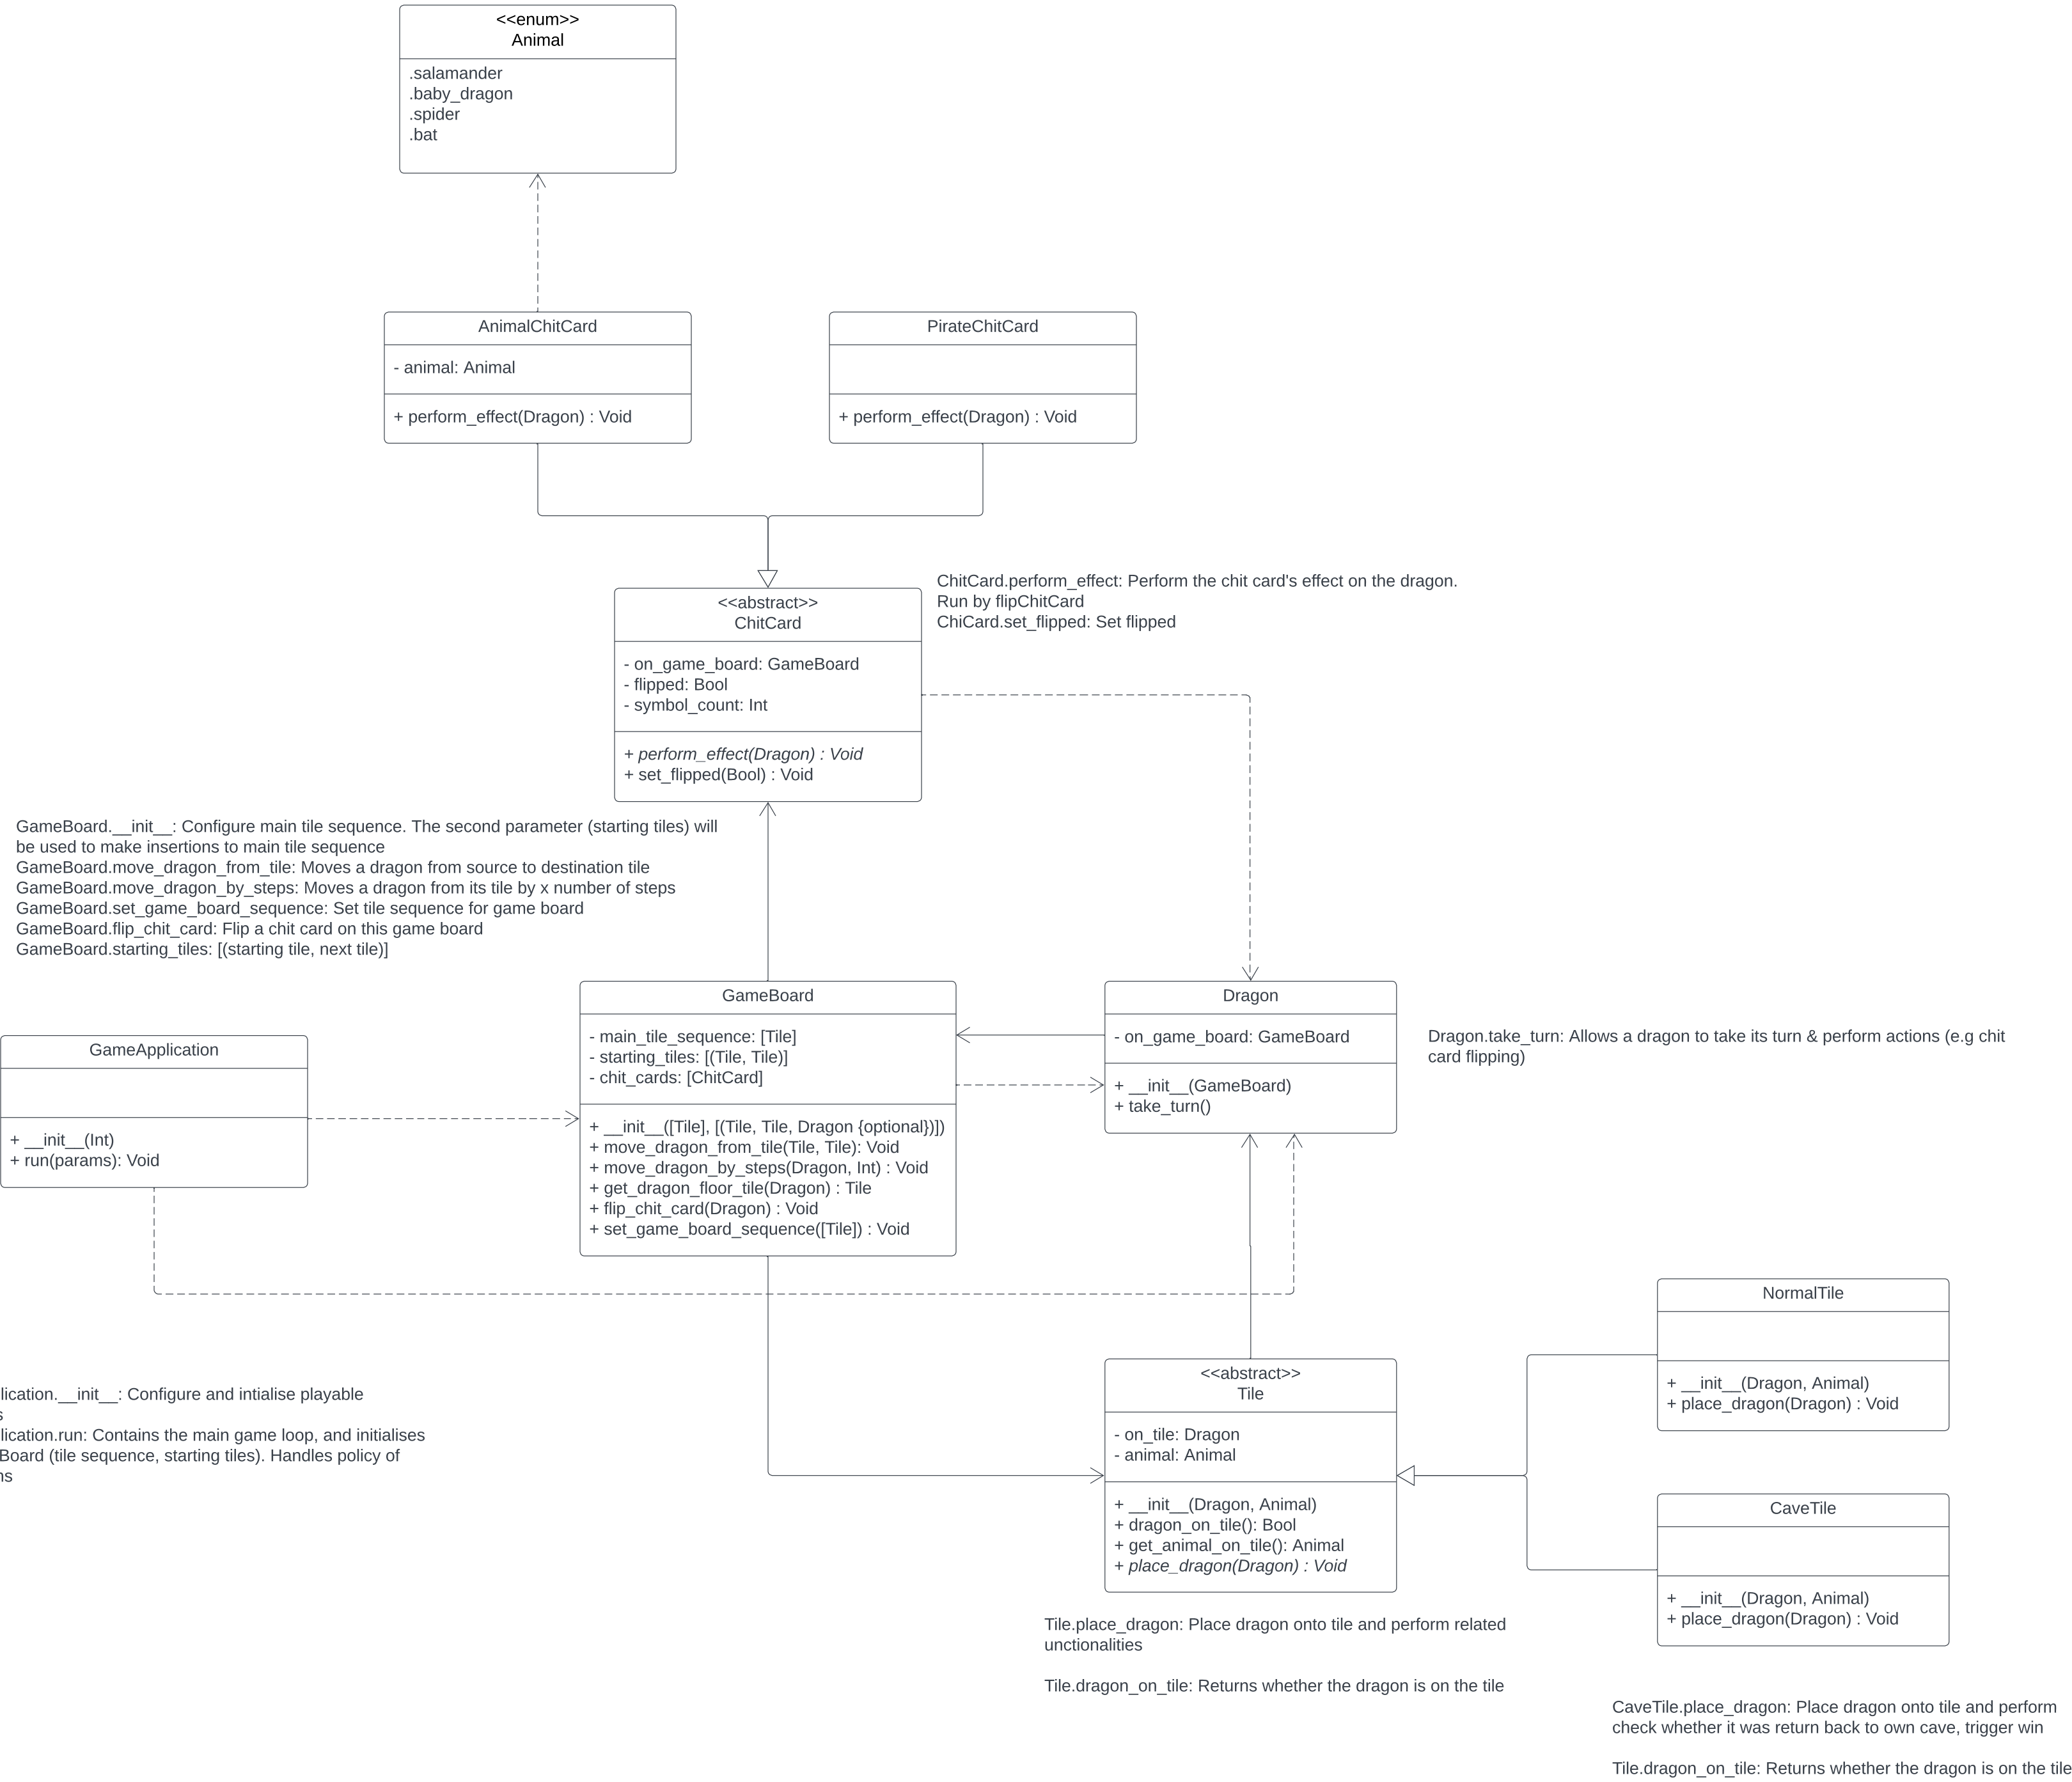 <<enum>>
Animal
.salamander
.baby_dragon
.spider
.bat
AnimalChitCard
- animal: Animal
+ perform_effect(Dragon) : Void
PirateChitCard
+ perform_effect(Dragon) : Void
ChitCard.perform_effect: Perform the chit card's effect on the dragon.
Run by flipChitCard
ChiCard.set_flipped: Set flipped
<<abstract>>
ChitCard
- on_game_board: GameBoard
- flipped: Bool
- symbol_count: Int
+ perform_effect(Dragon) : Void
+ set_flipped(Bool) : Void
GameBoard.__init__: Configure main tile sequence. The second parameter (starting tiles) will
be used to make insertions to main tile sequence
GameBoard.move_dragon_from_tile: Moves a dragon from source to destination tile
GameBoard.move_dragon_by_steps: Moves a dragon from its tile by x number of steps
GameBoard.set_game_board_sequence: Set tile sequence for game board
GameBoard.flip_chit_card: Flip a chit card on this game board
GameBoard.starting_tiles: [(starting tile, next tile)]
GameApplication
+ __init__(Int)
+ run(params): Void
GameBoard
- main_tile_sequence: [Tile]
- starting_tiles: [(Tile, Tile)]
- chit_cards: [ChitCard]
+ __init__([Tile], [(Tile, Tile, Dragon {optional})])
+ move_dragon_from_tile(Tile, Tile): Void
+ move_dragon_by_steps(Dragon, Int) : Void
+ get_dragon_floor_tile(Dragon) : Tile
+ flip_chit_card(Dragon) : Void
+ set_game_board_sequence([Tile]) : Void
Dragon
- on_game_board: GameBoard
+ __init__(GameBoard)
+ take_turn()
Dragon.take_turn: Allows a dragon to take its turn & perform actions (e.g chit
card flipping)
lication.__init__: Configure and intialise playable
s
lication.run: Contains the main game loop, and initialises
Board (tile sequence, starting tiles). Handles policy of
ns
<<abstract>>
Tile
- on_tile: Dragon
- animal: Animal
+ __init__(Dragon, Animal)
+ dragon_on_tile(): Bool
+ get_animal_on_tile(): Animal
+ place_dragon(Dragon) : Void
NormalTile
+ __init__(Dragon, Animal)
+ place_dragon(Dragon) : Void
CaveTile
+ __init__(Dragon, Animal)
+ place_dragon(Dragon) : Void
Tile.place_dragon: Place dragon onto tile and perform related
unctionalities
Tile.dragon_on_tile: Returns whether the dragon is on the tile
CaveTile.place_dragon: Place dragon onto tile and perform
check whether it was return back to own cave, trigger win
Tile.dragon_on_tile: Returns whether the dragon is on the tile